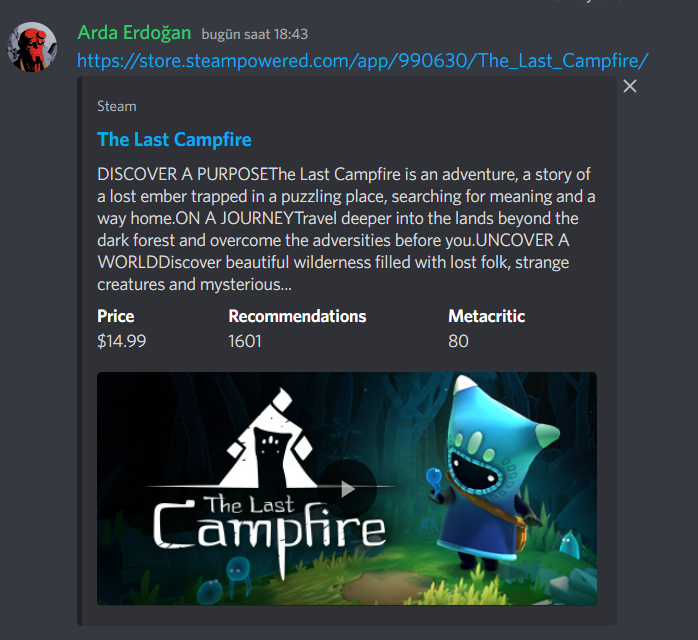 Arda Erdoğan bugün saat 18:43
https://store.steampowered.com/app/990630/The_Last_Campfire/
Steam
The Last Campfire
DISCOVER A PURPOSEThe Last Campfire is an adventure, a story of
a lost ember trapped in a puzzling place, searching for meaning and a
way home.ON A JOURNEYTravel deeper into the lands beyond the
dark forest and overcome the adversities before you.UNCOVER A
WORLDDiscover beautiful wilderness filled with lost folk, strange
creatures and mysterious...
Price Recommendations Metacritic
$14.99 1601 80
The Last
Campfire